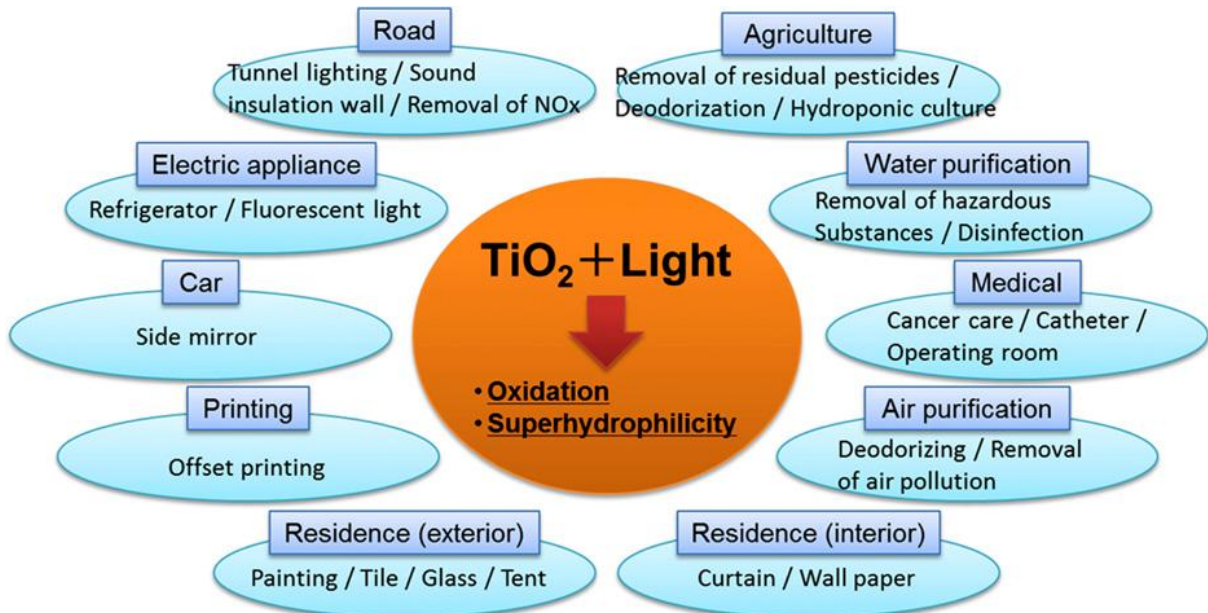 Road
Tunnel lighting / Sound
insulation wall / Removal of NOx
Agriculture
Removal of residual pesticides /
Deodorization / Hydroponic culture
Electric appliance
Refrigerator / Fluorescent light
Water purification
Removal of hazardous
Substances / Disinfection
TiO₂＋Light
• Oxidation
• Superhydrophilicity
Car
Side mirror
Medical
Cancer care / Catheter /
Operating room
Printing
Offset printing
Air purification
Deodorizing / Removal
of air pollution
Residence (exterior)
Painting / Tile / Glass / Tent
Residence (interior)
Curtain / Wall paper